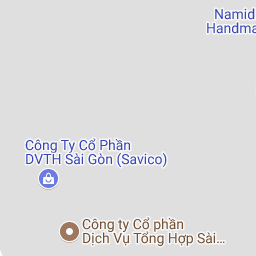 Namid
Handma
Công Ty Cổ Phần
DVTH Sài Gòn (Savico)
Công ty Cổ phần
Dịch Vụ Tổng Hợp Sài...